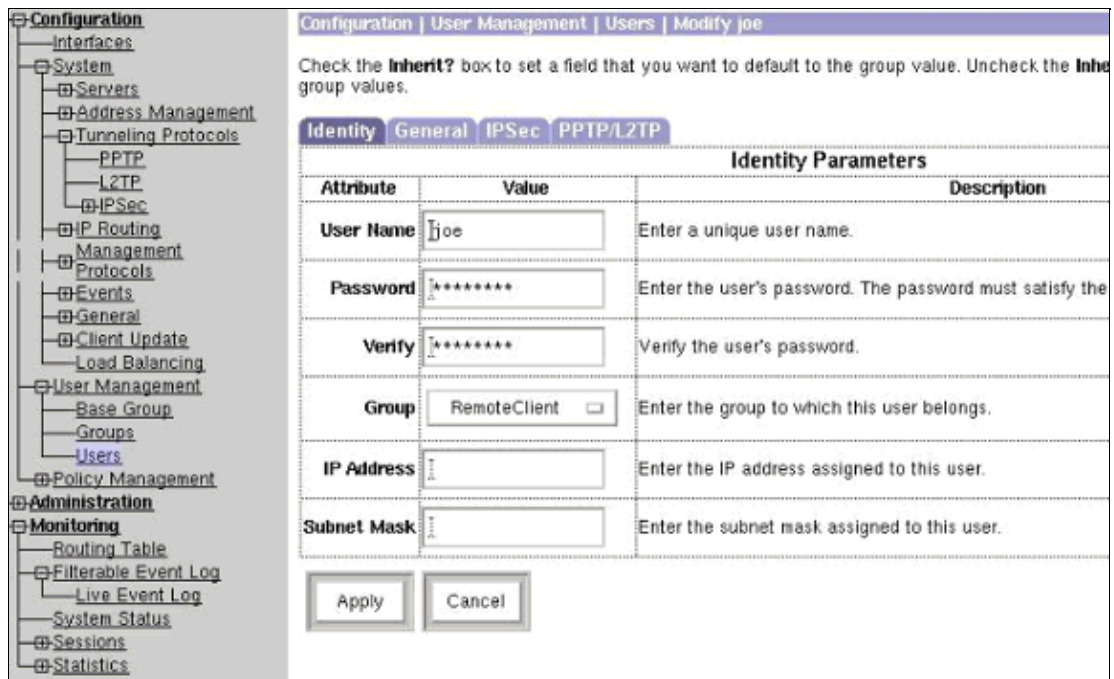 Configuration
Interfaces
System
Servers
Address Management
Tunneling Protocols
PPTP
L2TP
IPSec
IP Routing
Management
Protocols
Events
General
Client Update
Load Balancing
User Management
Base Group
Groups
Users
Policy Management
Administration
Monitoring
Routing Table
Filterable Event Log
Live Event Log
System Status
Sessions
Statistics
Configuration | User Management | Users | Modify joe
Check the Inherit? box to set a field that you want to default to the group value. Uncheck the Inhe
group values.
Identity General IPSec PPTP/L2TP
Identity Parameters
Attribute Value Description
User Name joe Enter a unique user name.
Password ******** Enter the user's password. The password must satisfy the
Verify ******** Verify the user's password.
Group RemoteClient Enter the group to which this user belongs.
IP Address Enter the IP address assigned to this user.
Subnet Mask Enter the subnet mask assigned to this user.
Apply Cancel